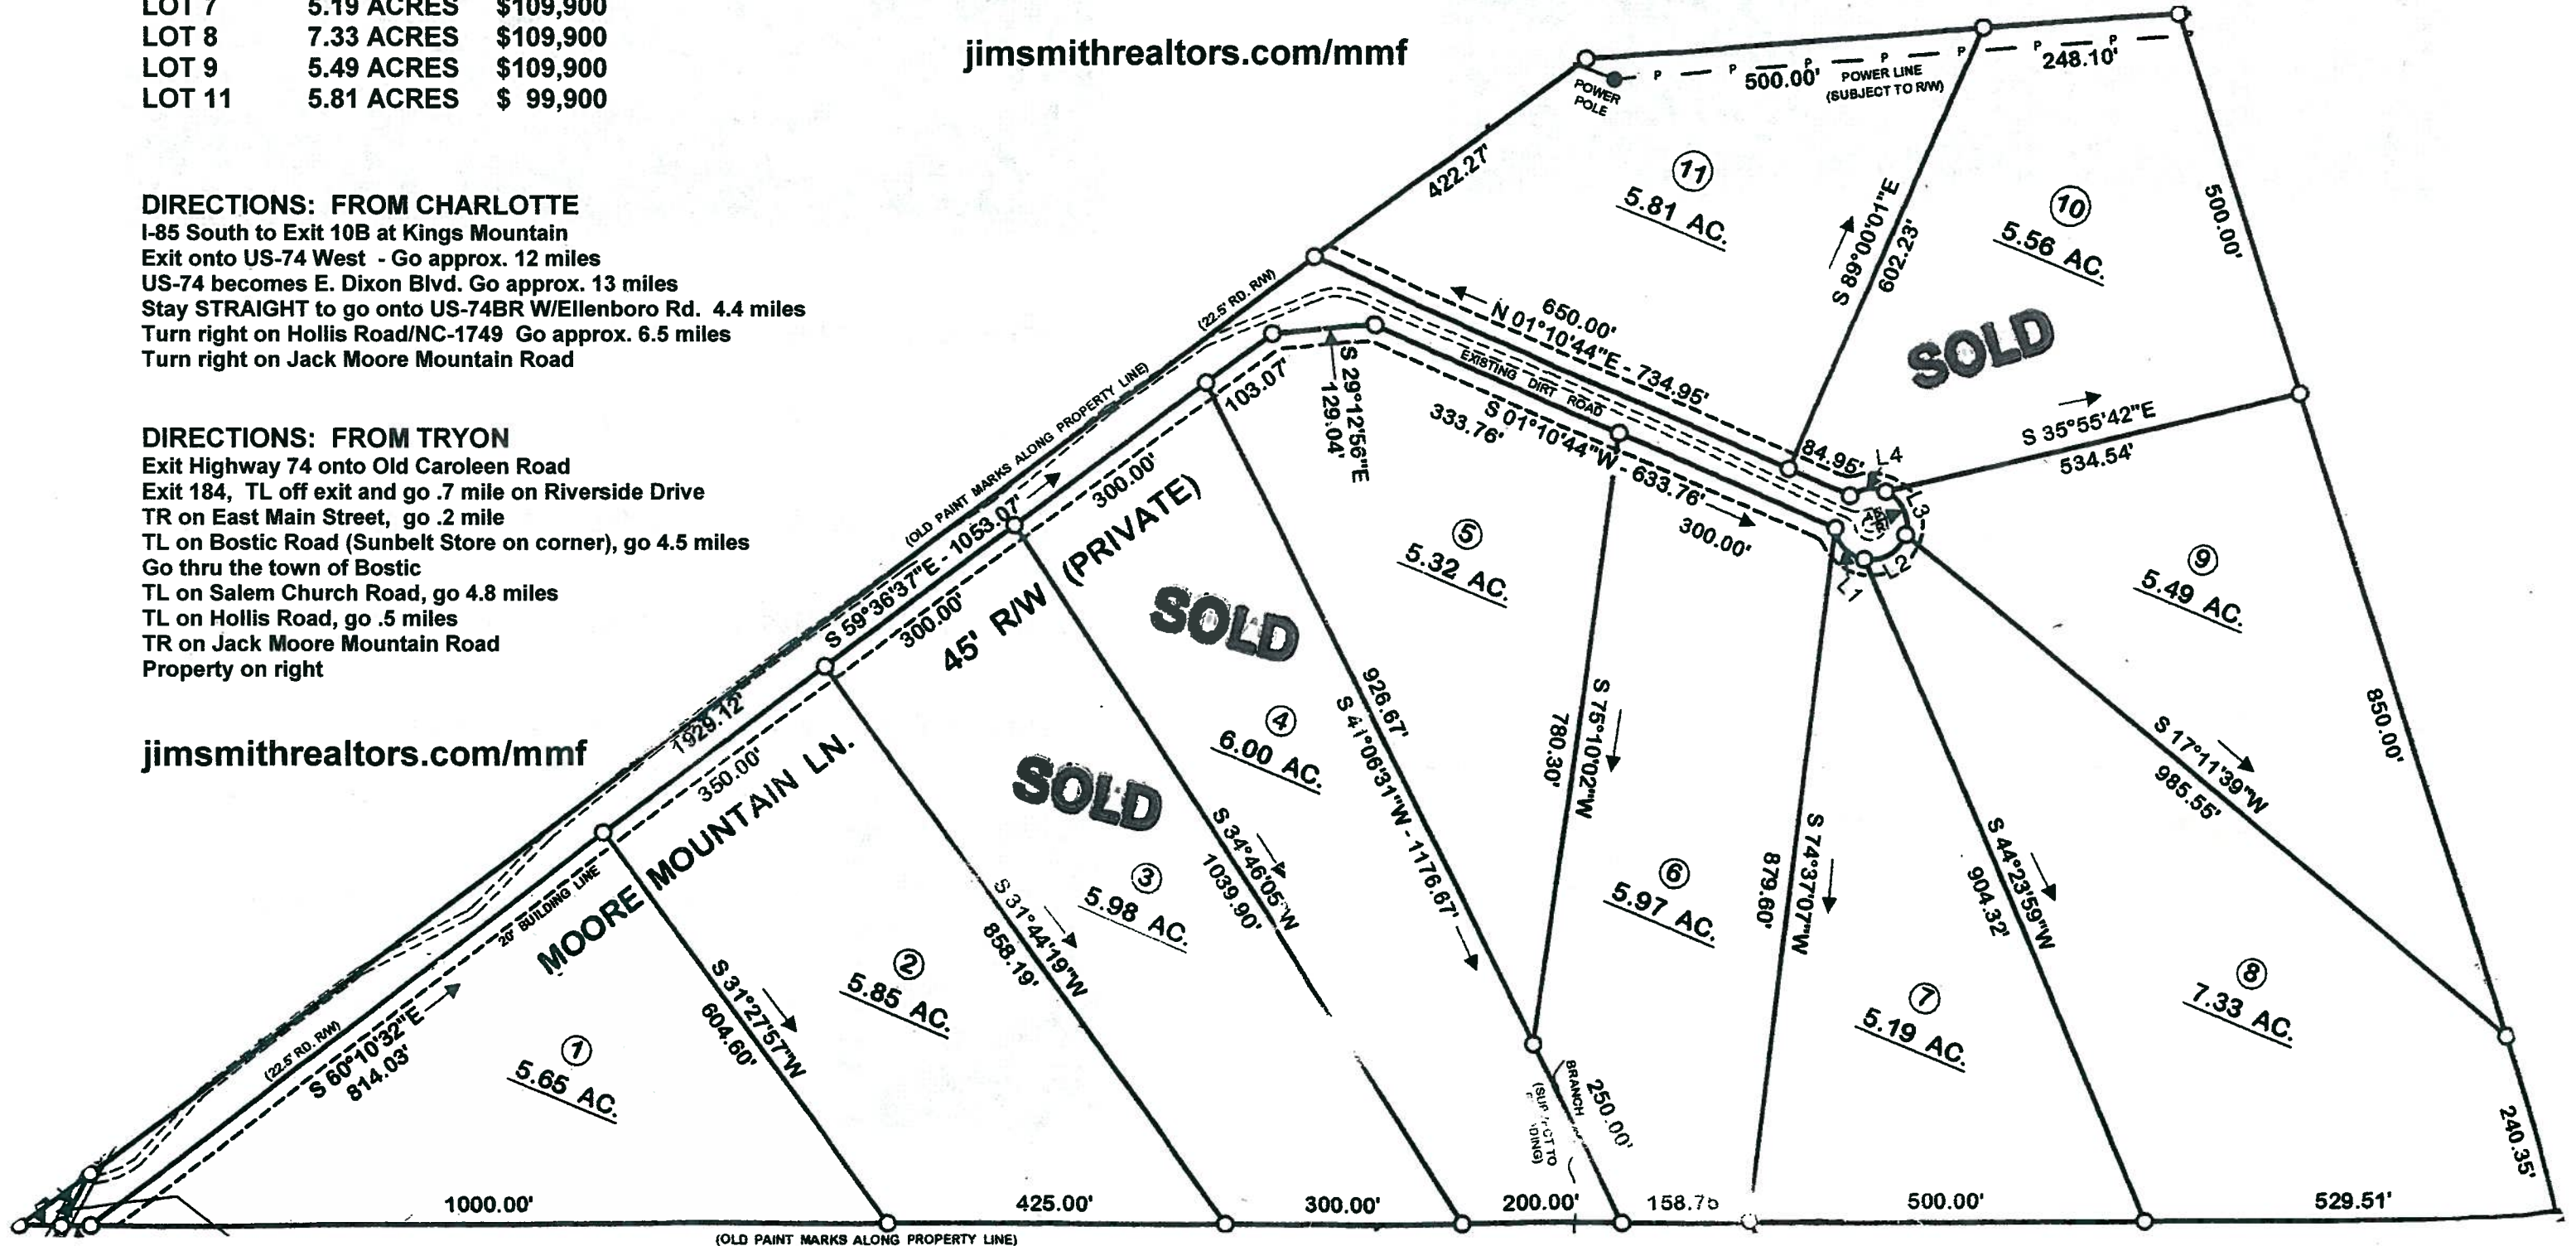 LOT 7 5.19 ACRES $109,900
LOT 8 7.33 ACRES $109,900
LOT 9 5.49 ACRES $109,900
LOT 11 5.81 ACRES $ 99,900
jimsmithrealtors.com/mmf
DIRECTIONS: FROM CHARLOTTE
I-85 South to Exit 10B at Kings Mountain
Exit onto US-74 West - Go approx. 12 miles
US-74 becomes E. Dixon Blvd. Go approx. 13 miles
Stay STRAIGHT to go onto US-74BR W/Ellenboro Rd. 4.4 miles
Turn right on Hollis Road/NC-1749 Go approx. 6.5 miles
Turn right on Jack Moore Mountain Road
DIRECTIONS: FROM TRYON
Exit Highway 74 onto Old Caroleen Road
Exit 184, TL off exit and go .7 mile on Riverside Drive
TR on East Main Street, go .2 mile
TL on Bostic Road (Sunbelt Store on corner), go 4.5 miles
Go thru the town of Bostic
TL on Salem Church Road, go 4.8 miles
TL on Hollis Road, go .5 miles
TR on Jack Moore Mountain Road
Property on right
jimsmithrealtors.com/mmf
POWER
POLE
P P P P P P P
500.00'
POWER LINE
(SUBJECT TO R/W)
248.10'
422.27'
11
5.81 AC.
S 89°00'01"E
602.23'
10
5.56 AC.
SOLD
500.00'
(22.5' RD. R/W)
650.00'
N 01°10'44"E - 734.95'
EXISTING DIRT ROAD
S 01°10'44"W - 633.76'
333.76'
300.00'
84.95'
L4
L3
L2
L1
S 35°55'42"E
534.54'
103.07'
S 29°12'56"E
129.04'
(OLD PAINT MARKS ALONG PROPERTY LINE)
S 59°36'37"E - 1053.07'
300.00'
300.00'
45' R/W (PRIVATE)
1929.12'
350.00'
MOORE MOUNTAIN LN.
20' BUILDING LINE
(22.5' RD. R/W)
S 60°10'32"E
814.03'
1
5.65 AC.
S 31°27'57"W
604.60'
2
5.85 AC.
S 31°44'19"W
858.19'
SOLD
3
5.98 AC.
S 34°46'05"W
1039.90'
SOLD
4
6.00 AC.
926.67'
S 41°06'31"W - 1176.67'
5
5.32 AC.
S 75°10'02"W
780.30'
6
5.97 AC.
S 74°37'07"W
879.60'
7
5.19 AC.
S 44°23'59"W
904.32'
8
7.33 AC.
S 17°11'39"W
985.55'
9
5.49 AC.
850.00'
240.35'
BRANCH
250.00'
1000.00'
425.00'
300.00'
200.00'
158.75
500.00'
529.51'
(OLD PAINT MARKS ALONG PROPERTY LINE)